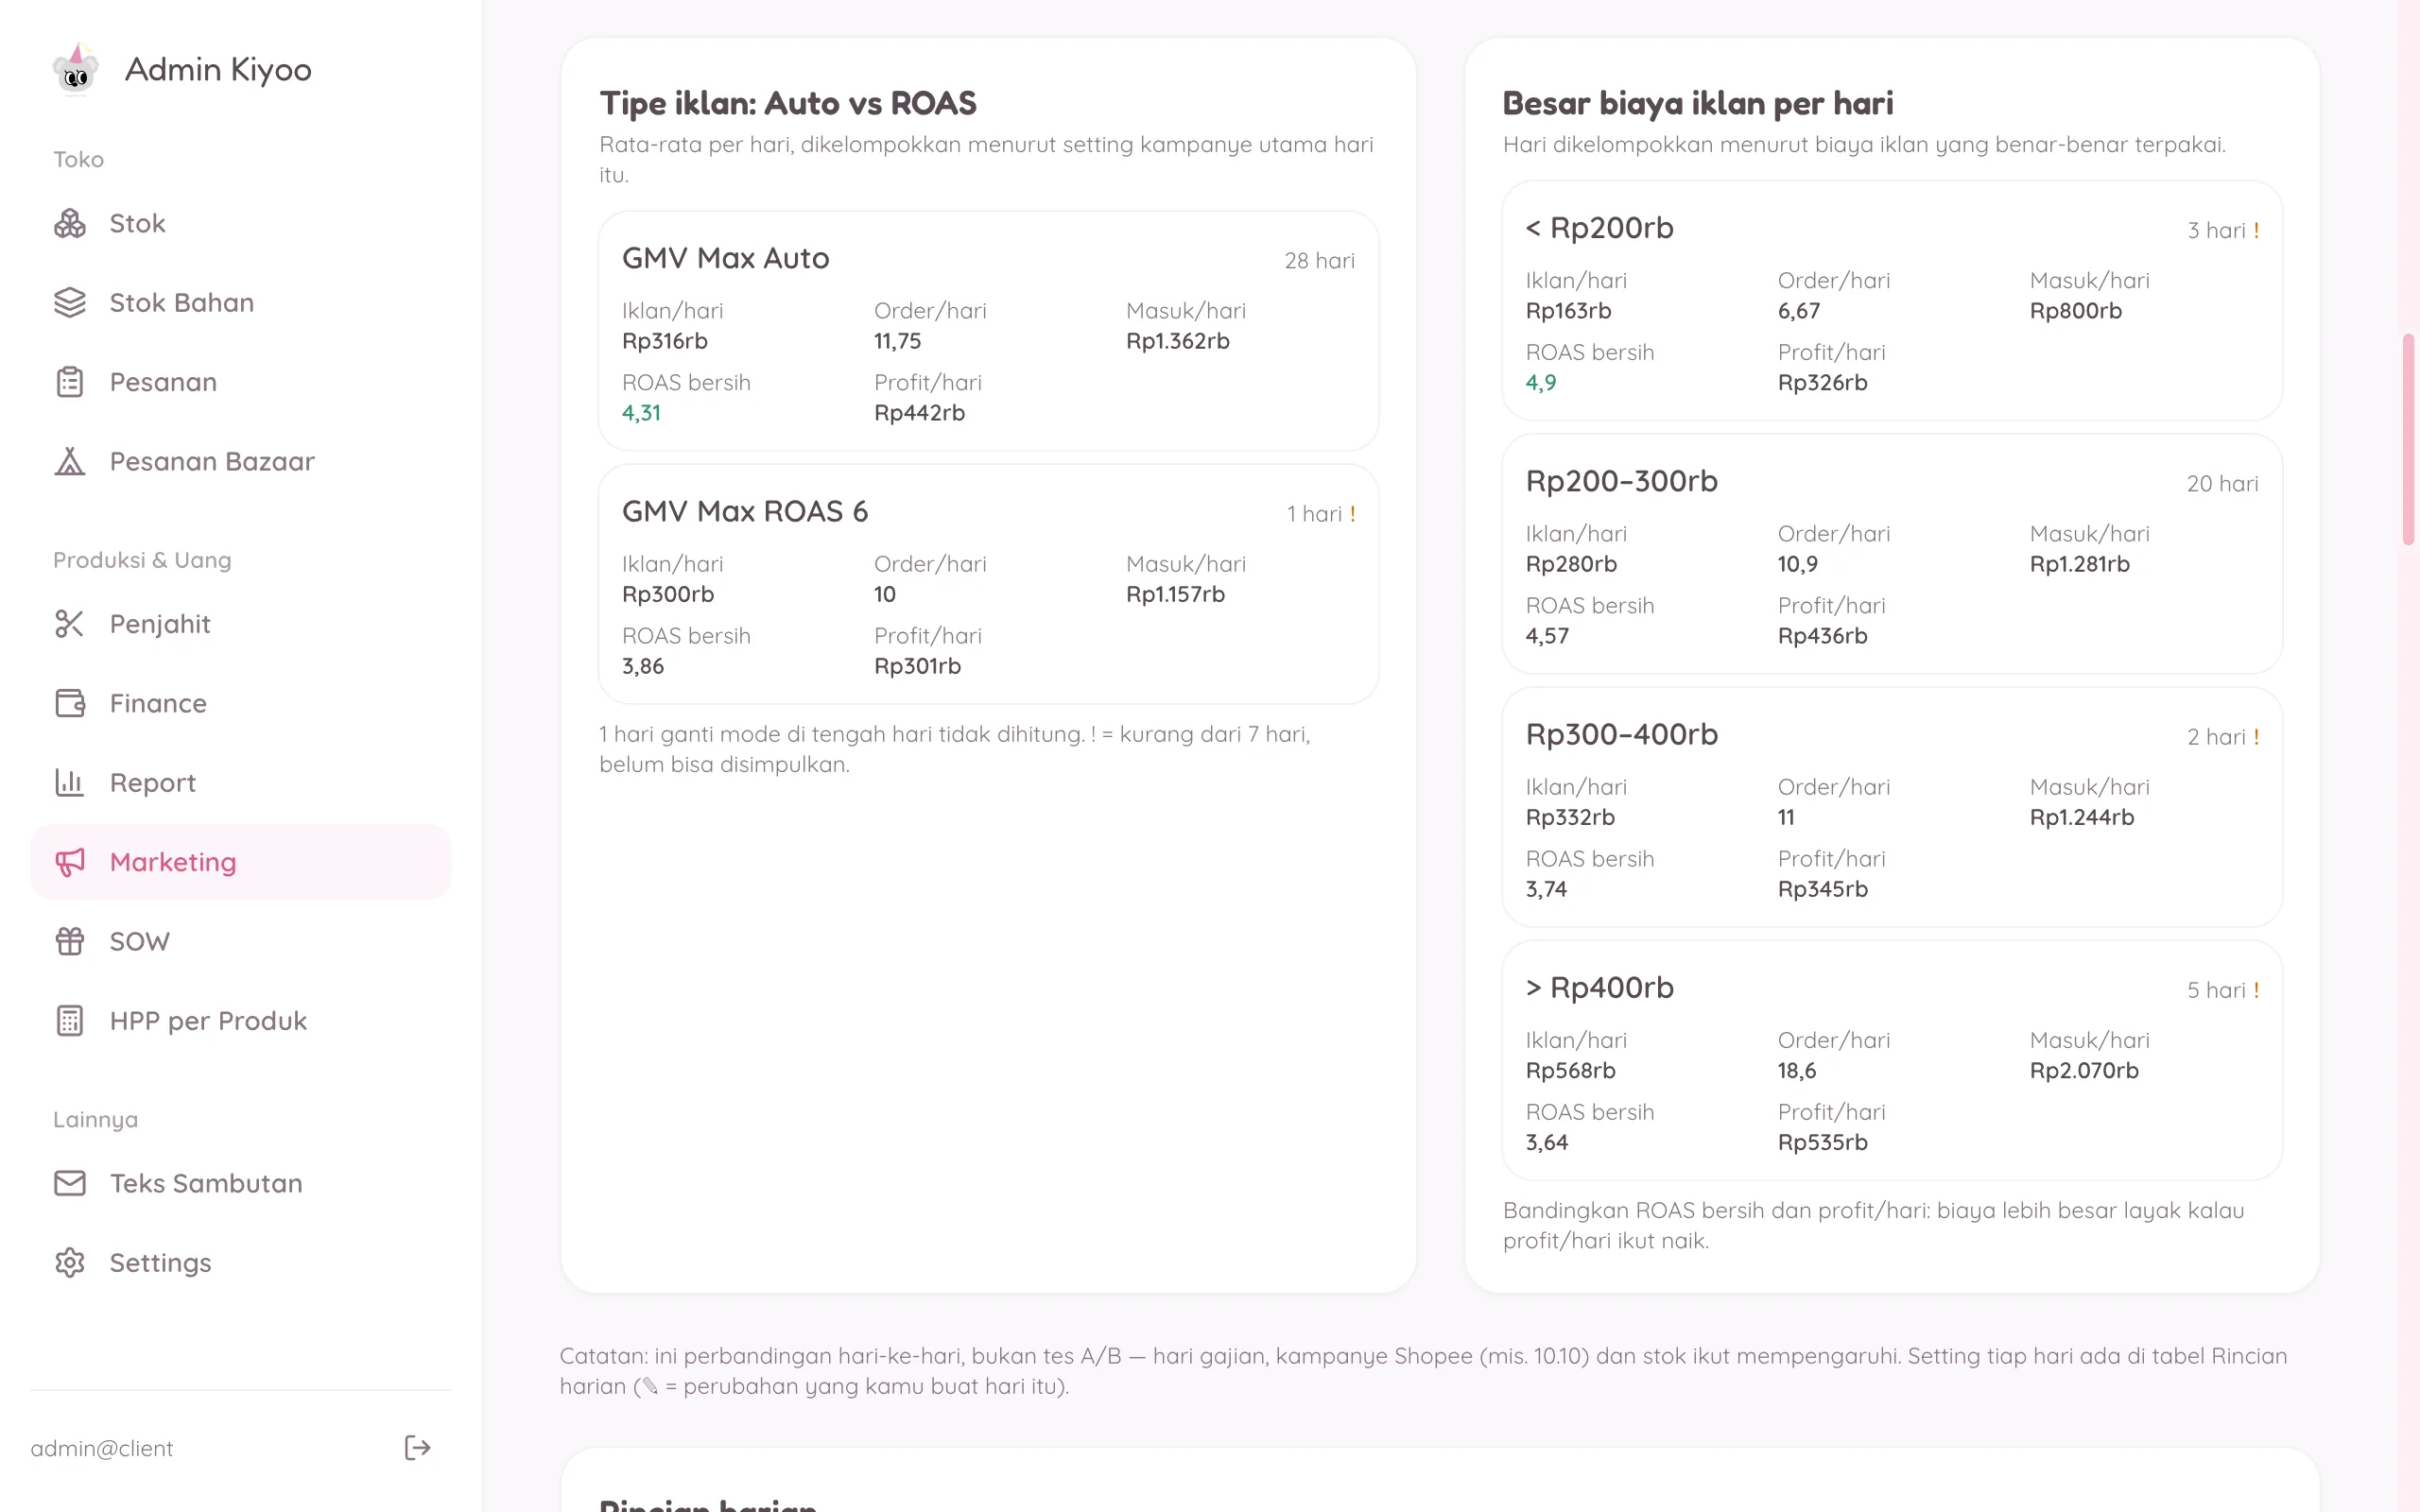 Admin Kiyoo
Toko
Stok
Stok Bahan
Pesanan
Pesanan Bazaar
Produksi & Uang
Penjahit
Finance
Report
Marketing
SOW
HPP per Produk
Lainnya
Teks Sambutan
Settings
admin@client
Tipe iklan: Auto vs ROAS
Rata-rata per hari, dikelompokkan menurut setting kampanye utama hari
itu.
GMV Max Auto
28 hari
Iklan/hari Order/hari Masuk/hari
Rp316rb 11,75 Rp1.362rb
ROAS bersih Profit/hari
4,31 Rp442rb
GMV Max ROAS 6
1 hari !
Iklan/hari Order/hari Masuk/hari
Rp300rb 10 Rp1.157rb
ROAS bersih Profit/hari
3,86 Rp301rb
1 hari ganti mode di tengah hari tidak dihitung. ! = kurang dari 7 hari,
belum bisa disimpulkan.
Besar biaya iklan per hari
Hari dikelompokkan menurut biaya iklan yang benar-benar terpakai.
< Rp200rb
3 hari !
Iklan/hari Order/hari Masuk/hari
Rp163rb 6,67 Rp800rb
ROAS bersih Profit/hari
4,9 Rp326rb
Rp200–300rb
20 hari
Iklan/hari Order/hari Masuk/hari
Rp280rb 10,9 Rp1.281rb
ROAS bersih Profit/hari
4,57 Rp436rb
Rp300–400rb
2 hari !
Iklan/hari Order/hari Masuk/hari
Rp332rb 11 Rp1.244rb
ROAS bersih Profit/hari
3,74 Rp345rb
> Rp400rb
5 hari !
Iklan/hari Order/hari Masuk/hari
Rp568rb 18,6 Rp2.070rb
ROAS bersih Profit/hari
3,64 Rp535rb
Bandingkan ROAS bersih dan profit/hari: biaya lebih besar layak kalau
profit/hari ikut naik.
Catatan: ini perbandingan hari-ke-hari, bukan tes A/B — hari gajian, kampanye Shopee (mis. 10.10) dan stok ikut mempengaruhi. Setting tiap hari ada di tabel Rincian
harian (✎ = perubahan yang kamu buat hari itu).
Rincian harian